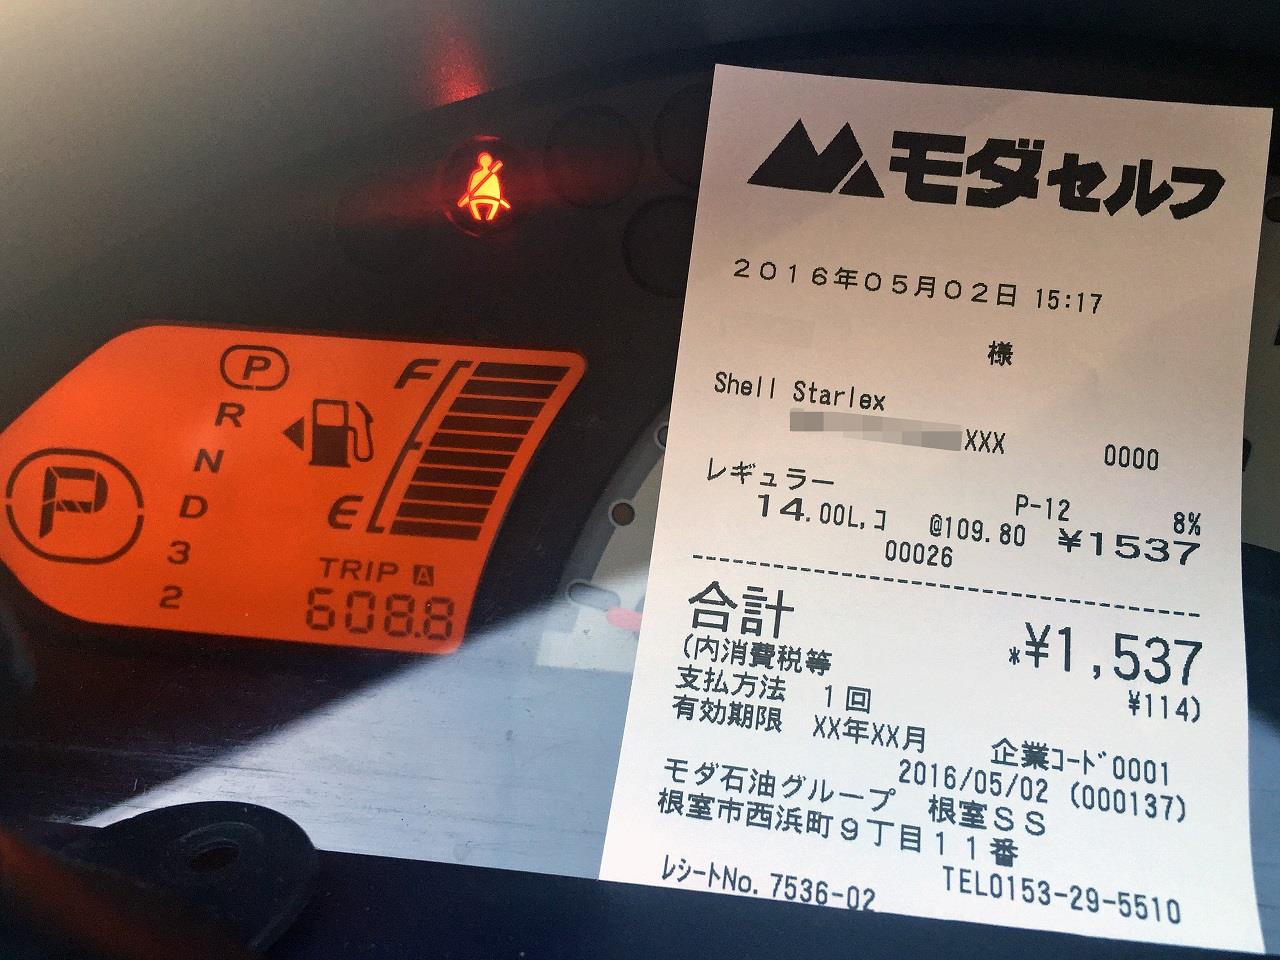 P
P
R
N
D
3
2
F
E
TRIP A
608.8
モダセルフ
2016年05月02日 15:17
様
Shell Starlex
XXX 0000
レギュラー P-12 8%
14.00L,コ @109.80 ¥1537
00026
合計 *¥1,537
(内消費税等 ¥114)
支払方法 1回
有効期限 XX年XX月 企業コード0001
2016/05/02 (000137)
モダ石油グループ 根室SS
根室市西浜町9丁目11番
TEL0153-29-5510
レシートNo. 7536-02